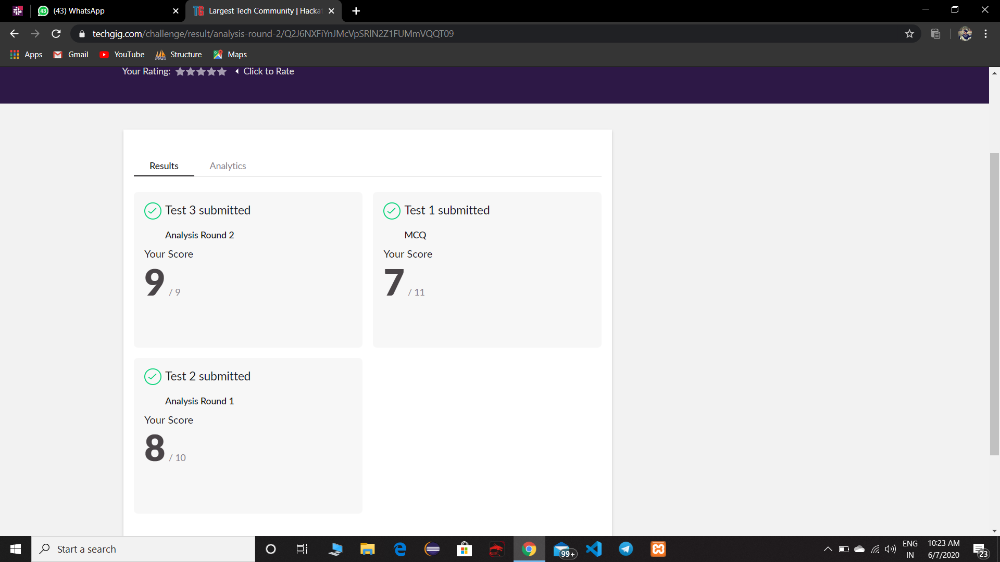 (43) WhatsApp
Largest Tech Community | Hacka
techgig.com/challenge/result/analysis-round-2/Q2J6NXFiYnJMcVpSRlN2Z1FUMmVQQT09
Apps Gmail YouTube Structure Maps
Your Rating: Click to Rate
Results Analytics
Test 3 submitted
Analysis Round 2
Your Score
9 / 9
Test 1 submitted
MCQ
Your Score
7 / 11
Test 2 submitted
Analysis Round 1
Your Score
8 / 10
Start a search
99+
ENG
IN
10:23 AM
6/7/2020
23